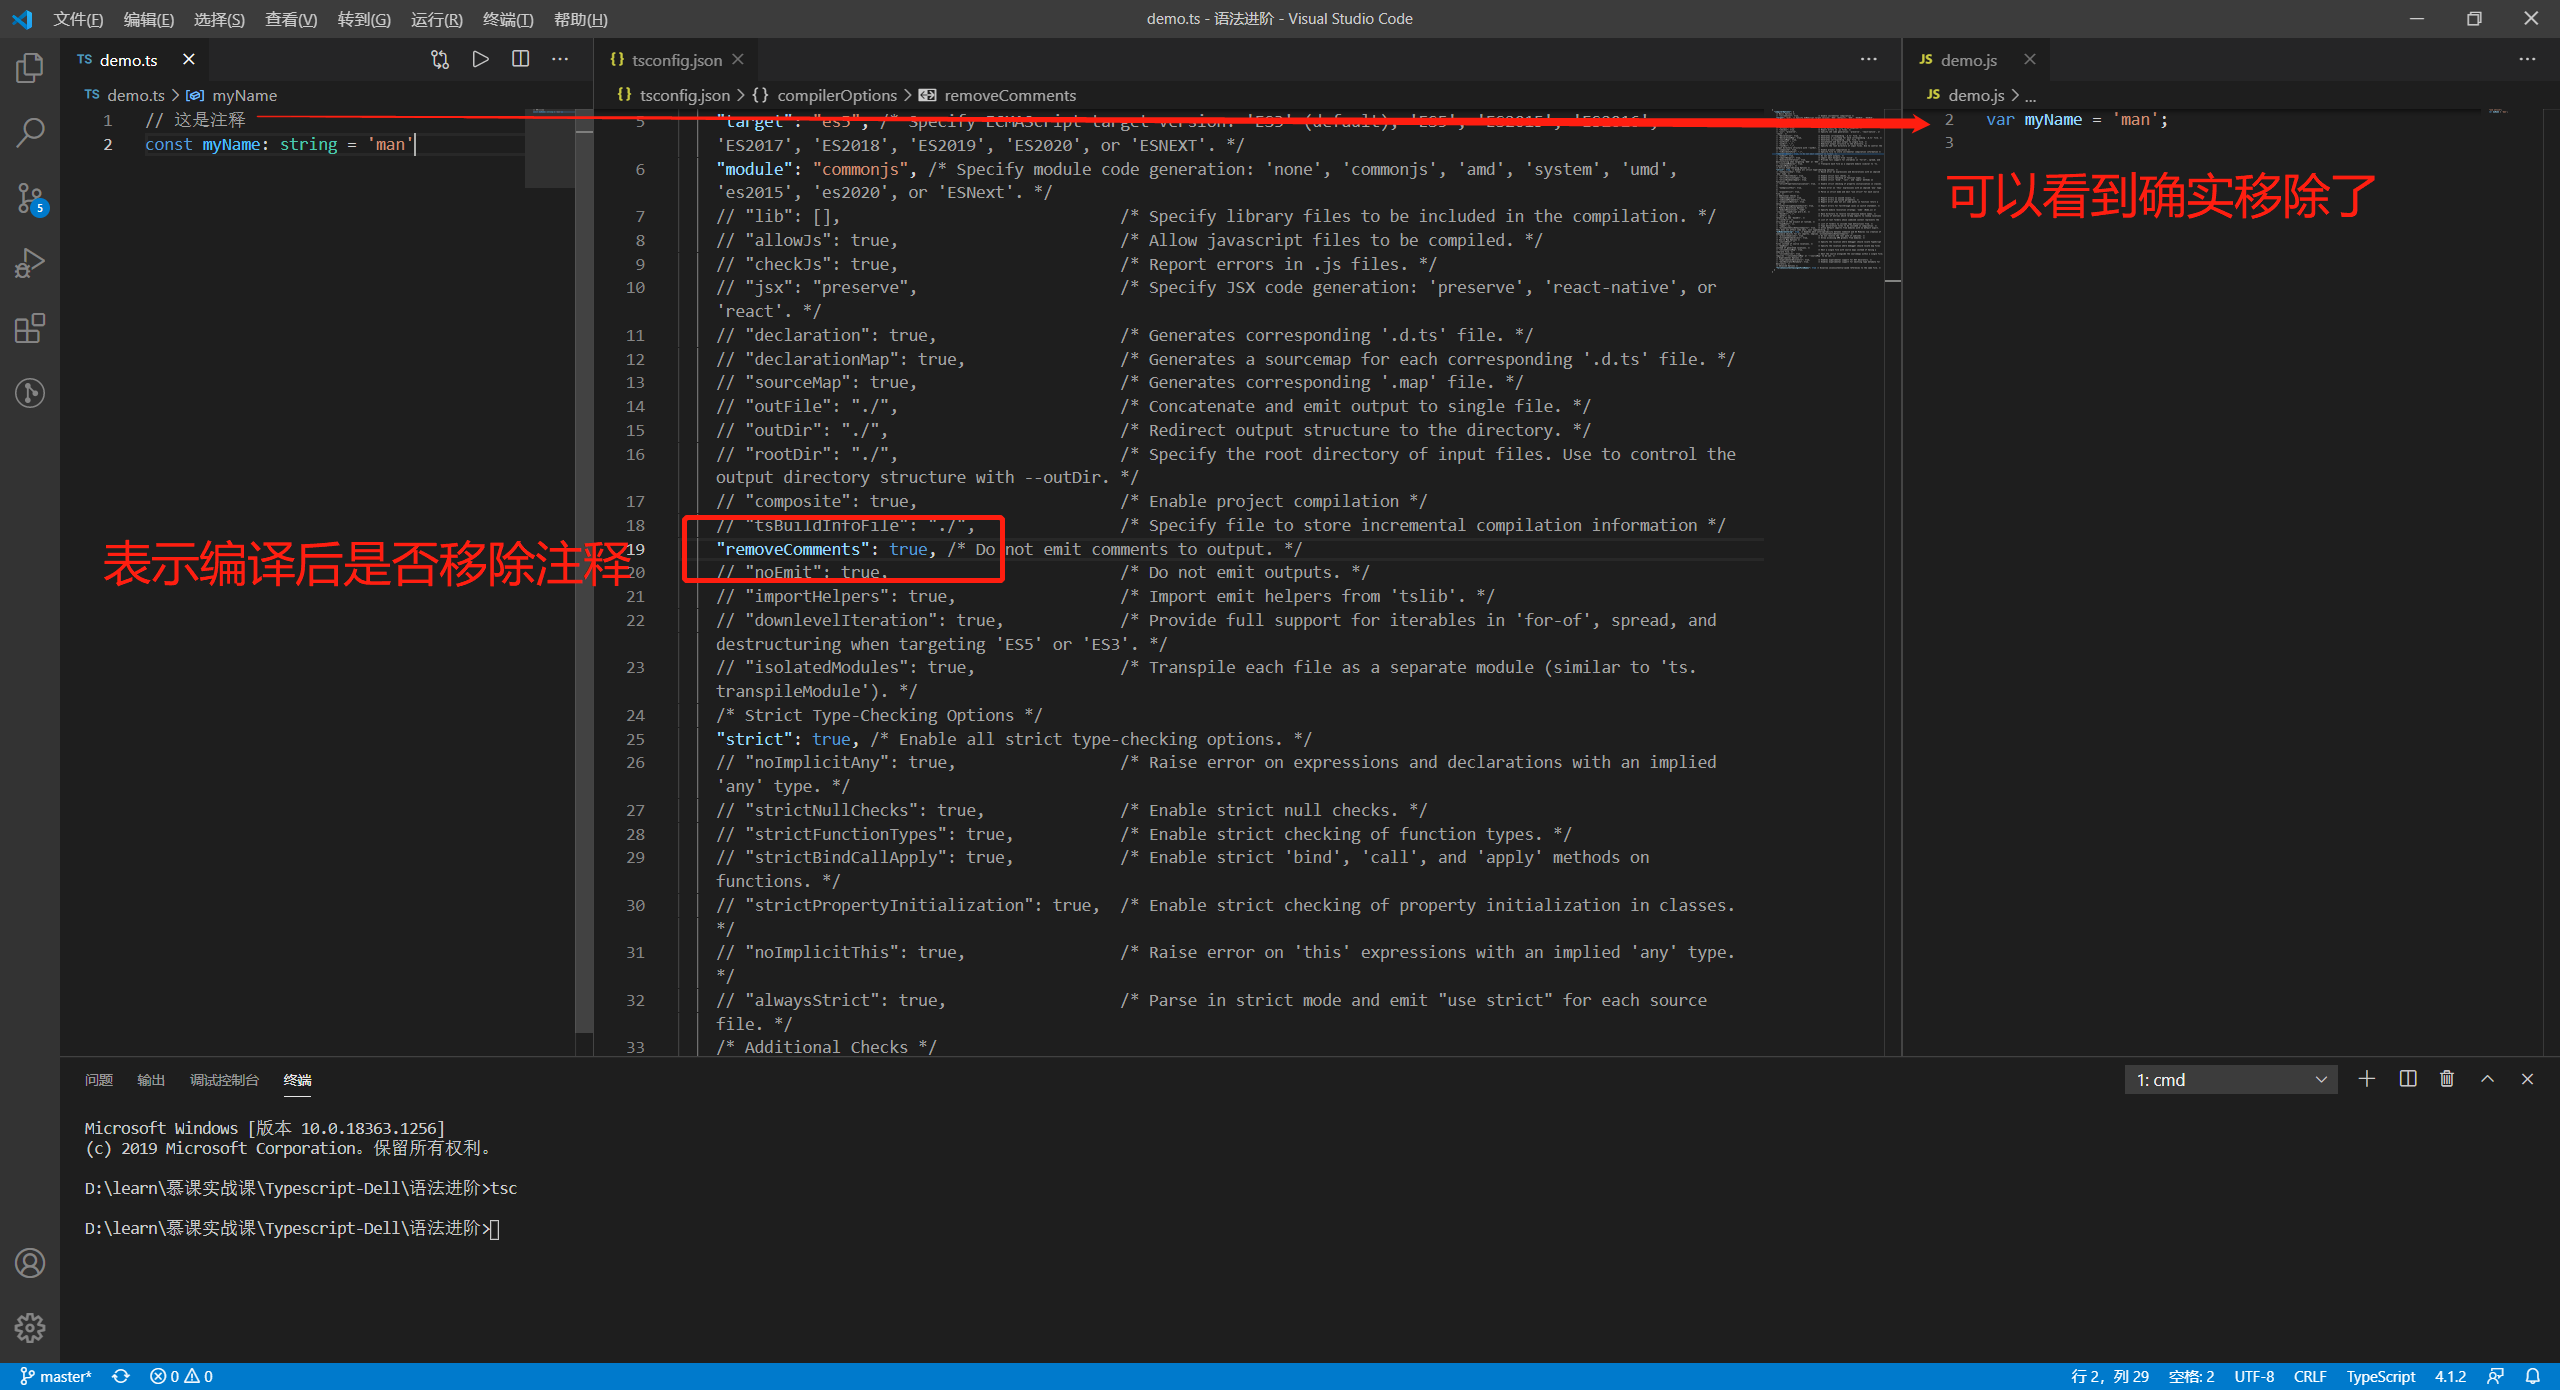 文件(F) 编辑(E) 选择(S) 查看(V) 转到(G) 运行(R) 终端(T) 帮助(H)
demo.ts - 语法进阶 - Visual Studio Code
TS demo.ts
TS demo.ts > myName
1 // 这是注释
2 const myName: string = 'man'
表示编译后是否移除注释
{} tsconfig.json
{} tsconfig.json > {} compilerOptions > removeComments
5 "target": "es5", /* Specify ECMAScript target version: 'ES3' (default), 'ES5', 'ES2015', 'ES2016',
'ES2017', 'ES2018', 'ES2019', 'ES2020', or 'ESNEXT'. */
6 "module": "commonjs", /* Specify module code generation: 'none', 'commonjs', 'amd', 'system', 'umd',
'es2015', 'es2020', or 'ESNext'. */
7 // "lib": [], /* Specify library files to be included in the compilation. */
8 // "allowJs": true, /* Allow javascript files to be compiled. */
9 // "checkJs": true, /* Report errors in .js files. */
10 // "jsx": "preserve", /* Specify JSX code generation: 'preserve', 'react-native', or
'react'. */
11 // "declaration": true, /* Generates corresponding '.d.ts' file. */
12 // "declarationMap": true, /* Generates a sourcemap for each corresponding '.d.ts' file. */
13 // "sourceMap": true, /* Generates corresponding '.map' file. */
14 // "outFile": "./", /* Concatenate and emit output to single file. */
15 // "outDir": "./", /* Redirect output structure to the directory. */
16 // "rootDir": "./", /* Specify the root directory of input files. Use to control the
output directory structure with --outDir. */
17 // "composite": true, /* Enable project compilation */
18 // "tsBuildInfoFile": "./", /* Specify file to store incremental compilation information */
19 "removeComments": true, /* Do not emit comments to output. */
20 // "noEmit": true, /* Do not emit outputs. */
21 // "importHelpers": true, /* Import emit helpers from 'tslib'. */
22 // "downlevelIteration": true, /* Provide full support for iterables in 'for-of', spread, and
destructuring when targeting 'ES5' or 'ES3'. */
23 // "isolatedModules": true, /* Transpile each file as a separate module (similar to 'ts.
transpileModule'). */
24 /* Strict Type-Checking Options */
25 "strict": true, /* Enable all strict type-checking options. */
26 // "noImplicitAny": true, /* Raise error on expressions and declarations with an implied
'any' type. */
27 // "strictNullChecks": true, /* Enable strict null checks. */
28 // "strictFunctionTypes": true, /* Enable strict checking of function types. */
29 // "strictBindCallApply": true, /* Enable strict 'bind', 'call', and 'apply' methods on
functions. */
30 // "strictPropertyInitialization": true, /* Enable strict checking of property initialization in classes.
*/
31 // "noImplicitThis": true, /* Raise error on 'this' expressions with an implied 'any' type.
*/
32 // "alwaysStrict": true, /* Parse in strict mode and emit "use strict" for each source
file. */
33 /* Additional Checks */
JS demo.js
JS demo.js > ...
2 var myName = 'man';
3
可以看到确实移除了
5
问题 输出 调试控制台 终端
1: cmd
Microsoft Windows [版本 10.0.18363.1256]
(c) 2019 Microsoft Corporation。保留所有权利。
D:\learn\慕课实战课\Typescript-Dell\语法进阶>tsc
D:\learn\慕课实战课\Typescript-Dell\语法进阶>
master* 0 0
行 2，列 29 空格: 2 UTF-8 CRLF TypeScript 4.1.2